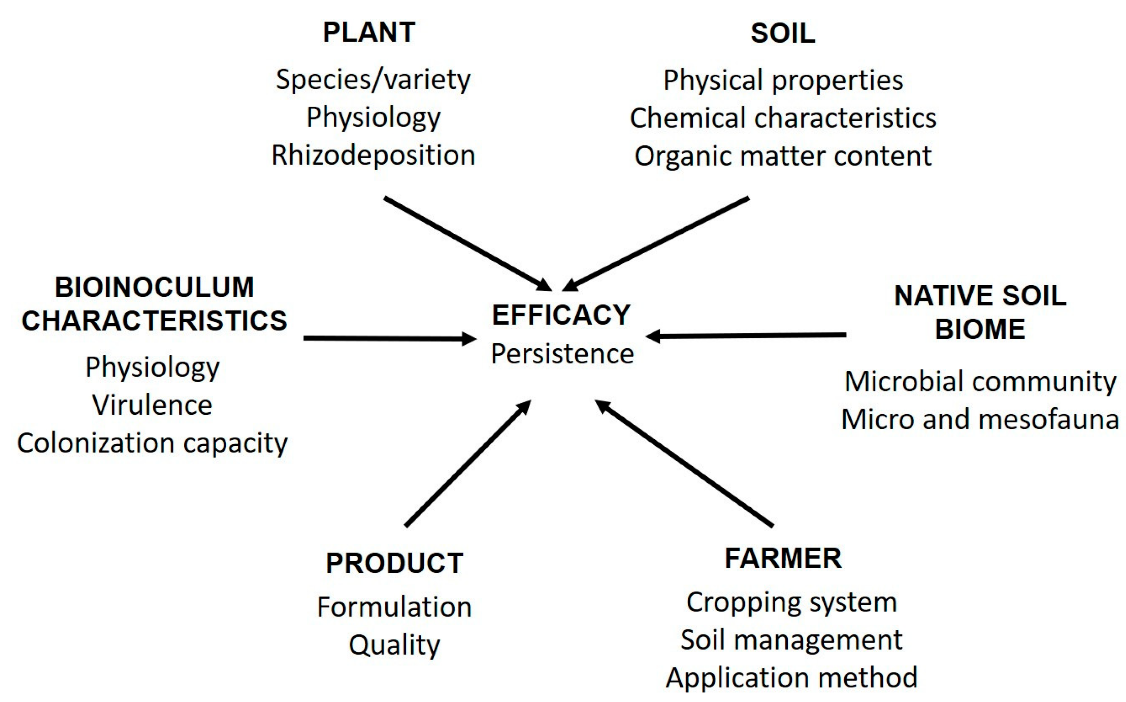 PLANT
Species/variety
Physiology
Rhizodeposition
SOIL
Physical properties
Chemical characteristics
Organic matter content
BIOINOCULUM
CHARACTERISTICS
Physiology
Virulence
Colonization capacity
EFFICACY
Persistence
NATIVE SOIL
BIOME
Microbial community
Micro and mesofauna
PRODUCT
Formulation
Quality
FARMER
Cropping system
Soil management
Application method